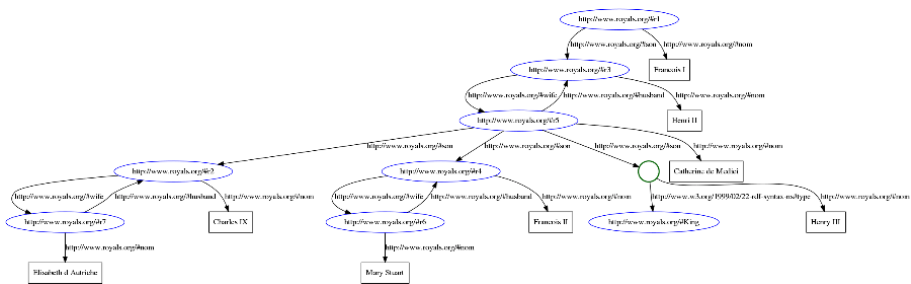 http://www.royals.org/#r1
http://www.royals.org/#son http://www.royals.org/#nom
http://www.royals.org/#r3 Francois I
http://www.royals.org/#wife http://www.royals.org/#husband http://www.royals.org/#nom
http://www.royals.org/#r5 Henri II
http://www.royals.org/#son http://www.royals.org/#son http://www.royals.org/#son http://www.royals.org/#nom
http://www.royals.org/#r2 http://www.royals.org/#r4 Catherine de Medici
http://www.royals.org/#wife http://www.royals.org/#husband http://www.royals.org/#nom http://www.royals.org/#wife http://www.royals.org/#husband http://www.royals.org/#nom http://www.w3.org/1999/02/22-rdf-syntax-ns#type http://www.royals.org/#nom
http://www.royals.org/#r7 Charles IX http://www.royals.org/#r6 Francois II http://www.royals.org/#King Henry III
http://www.royals.org/#nom http://www.royals.org/#nom
Elisabeth d Autriche Mary Stuart